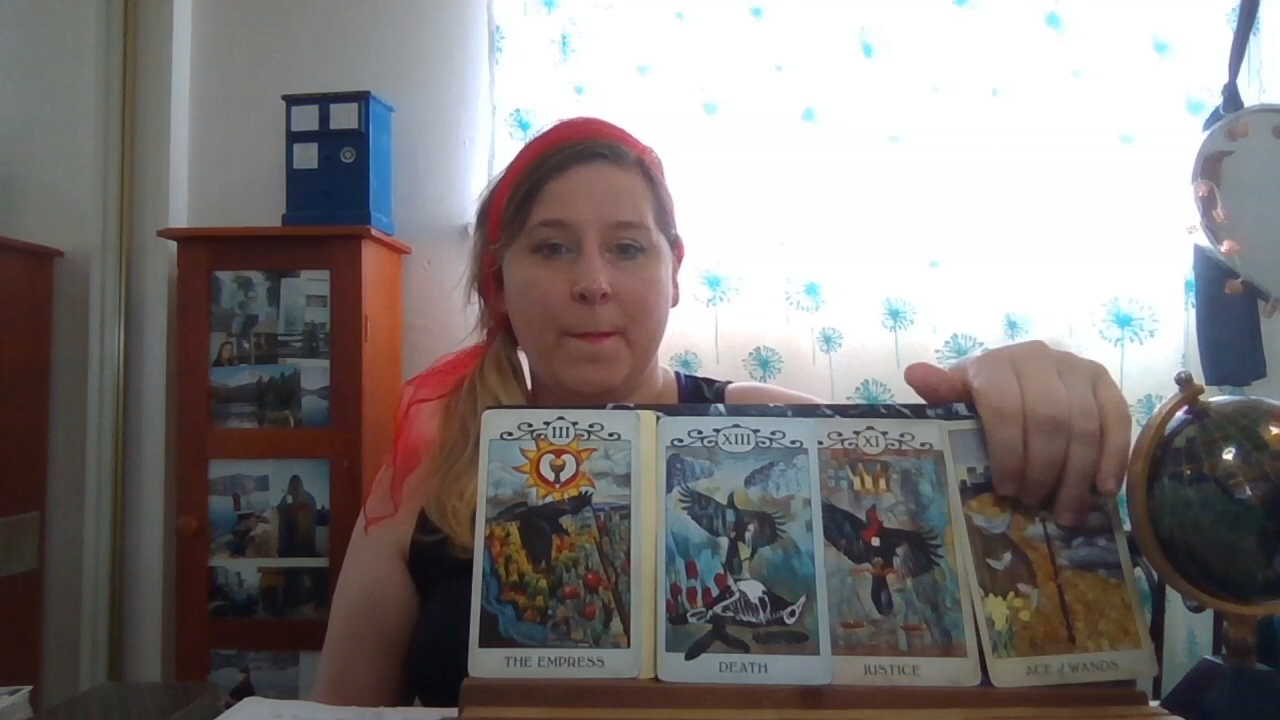 III
THE EMPRESS
XIII
DEATH
XI
JUSTICE
ACE of WANDS